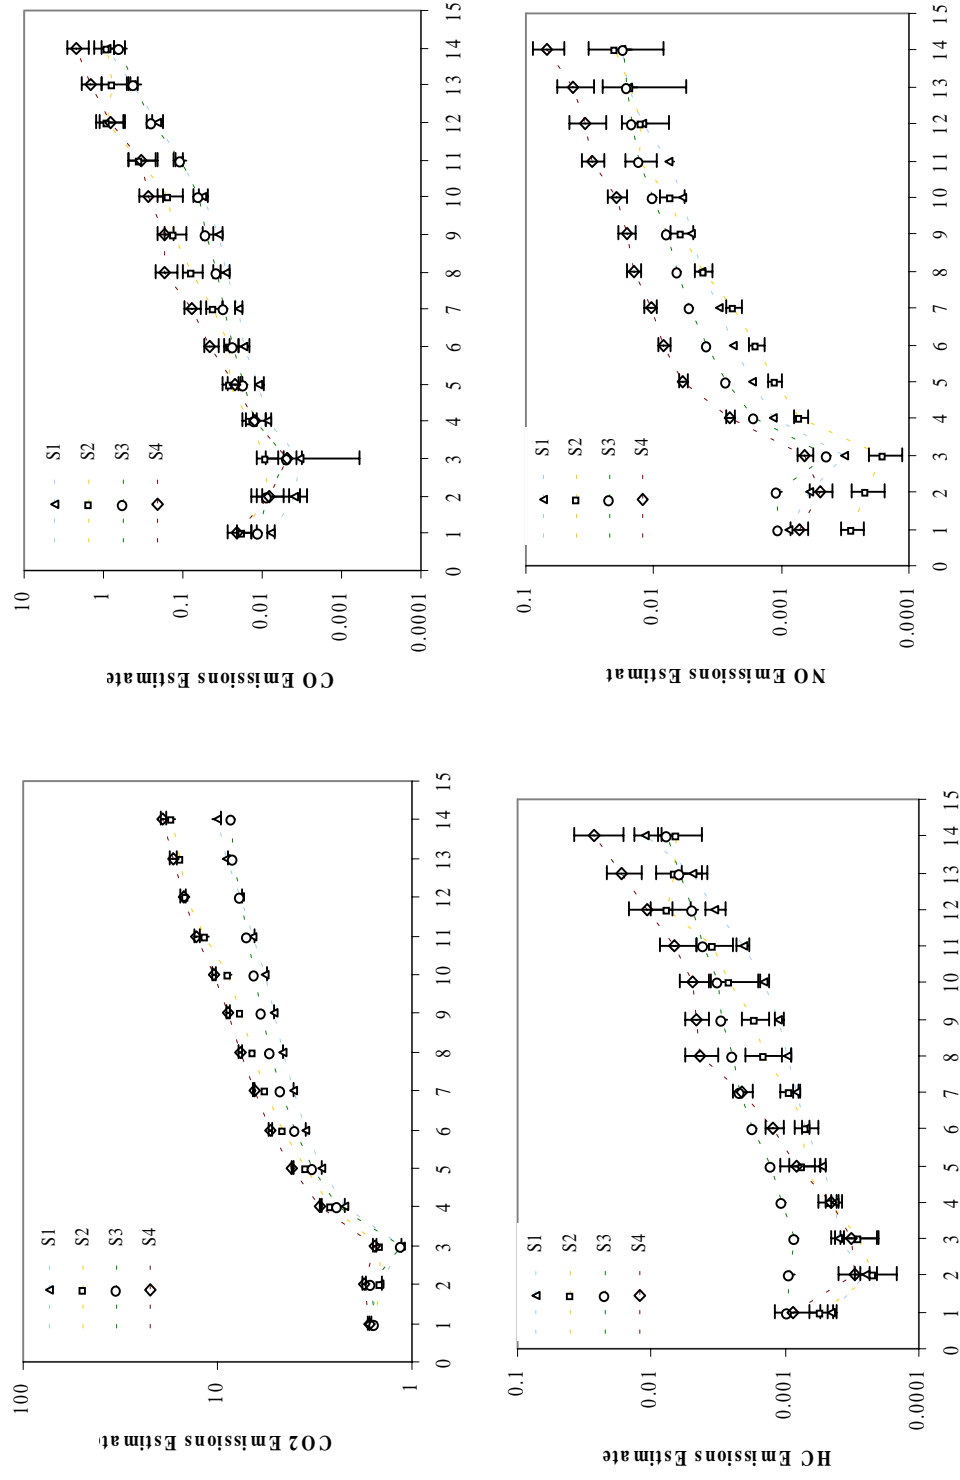 CO2 Emissions Estimate
100
10
1
0 1 2 3 4 5 6 7 8 9 10 11 12 13 14 15
S1
S2
S3
S4
CO Emissions Estimate
10
1
0.1
0.01
0.001
0.0001
0 1 2 3 4 5 6 7 8 9 10 11 12 13 14 15
S1
S2
S3
S4
HC Emissions Estimate
0.1
0.01
0.001
0.0001
0 1 2 3 4 5 6 7 8 9 10 11 12 13 14 15
S1
S2
S3
S4
NO Emissions Estimat
0.1
0.01
0.001
0.0001
0 1 2 3 4 5 6 7 8 9 10 11 12 13 14 15
S1
S2
S3
S4